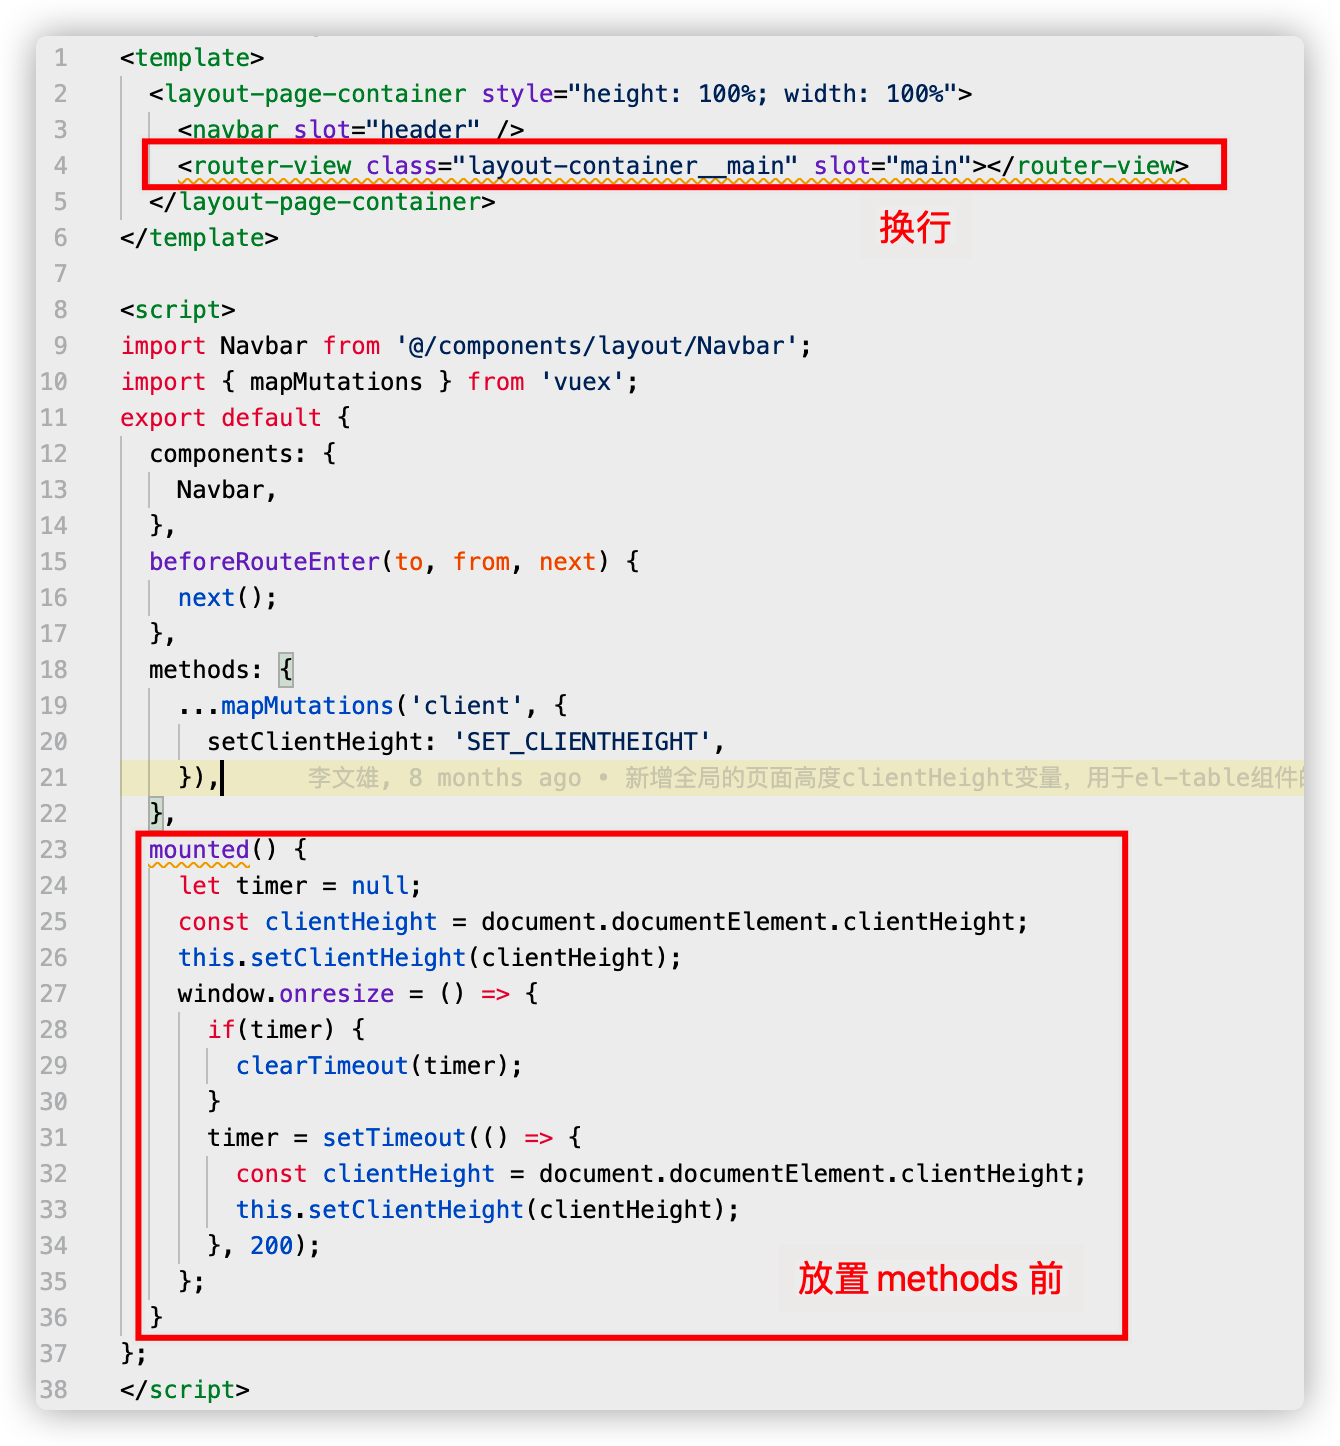 1 <template>
2 <layout-page-container style="height: 100%; width: 100%">
3 <navbar slot="header" />
4 <router-view class="layout-container__main" slot="main"></router-view>
5 </layout-page-container>
换行
6 </template>
7
8 <script>
9 import Navbar from '@/components/layout/Navbar';
10 import { mapMutations } from 'vuex';
11 export default {
12 components: {
13 Navbar,
14 },
15 beforeRouteEnter(to, from, next) {
16 next();
17 },
18 methods: {
19 ...mapMutations('client', {
20 setClientHeight: 'SET_CLIENTHEIGHT',
21 }), 李文雄, 8 months ago • 新增全局的页面高度clientHeight变量，用于el-table组件
22 },
23 mounted() {
24 let timer = null;
25 const clientHeight = document.documentElement.clientHeight;
26 this.setClientHeight(clientHeight);
27 window.onresize = () => {
28 if(timer) {
29 clearTimeout(timer);
30 }
31 timer = setTimeout(() => {
32 const clientHeight = document.documentElement.clientHeight;
33 this.setClientHeight(clientHeight);
34 }, 200);
35 };
放置 methods 前
36 }
37 };
38 </script>